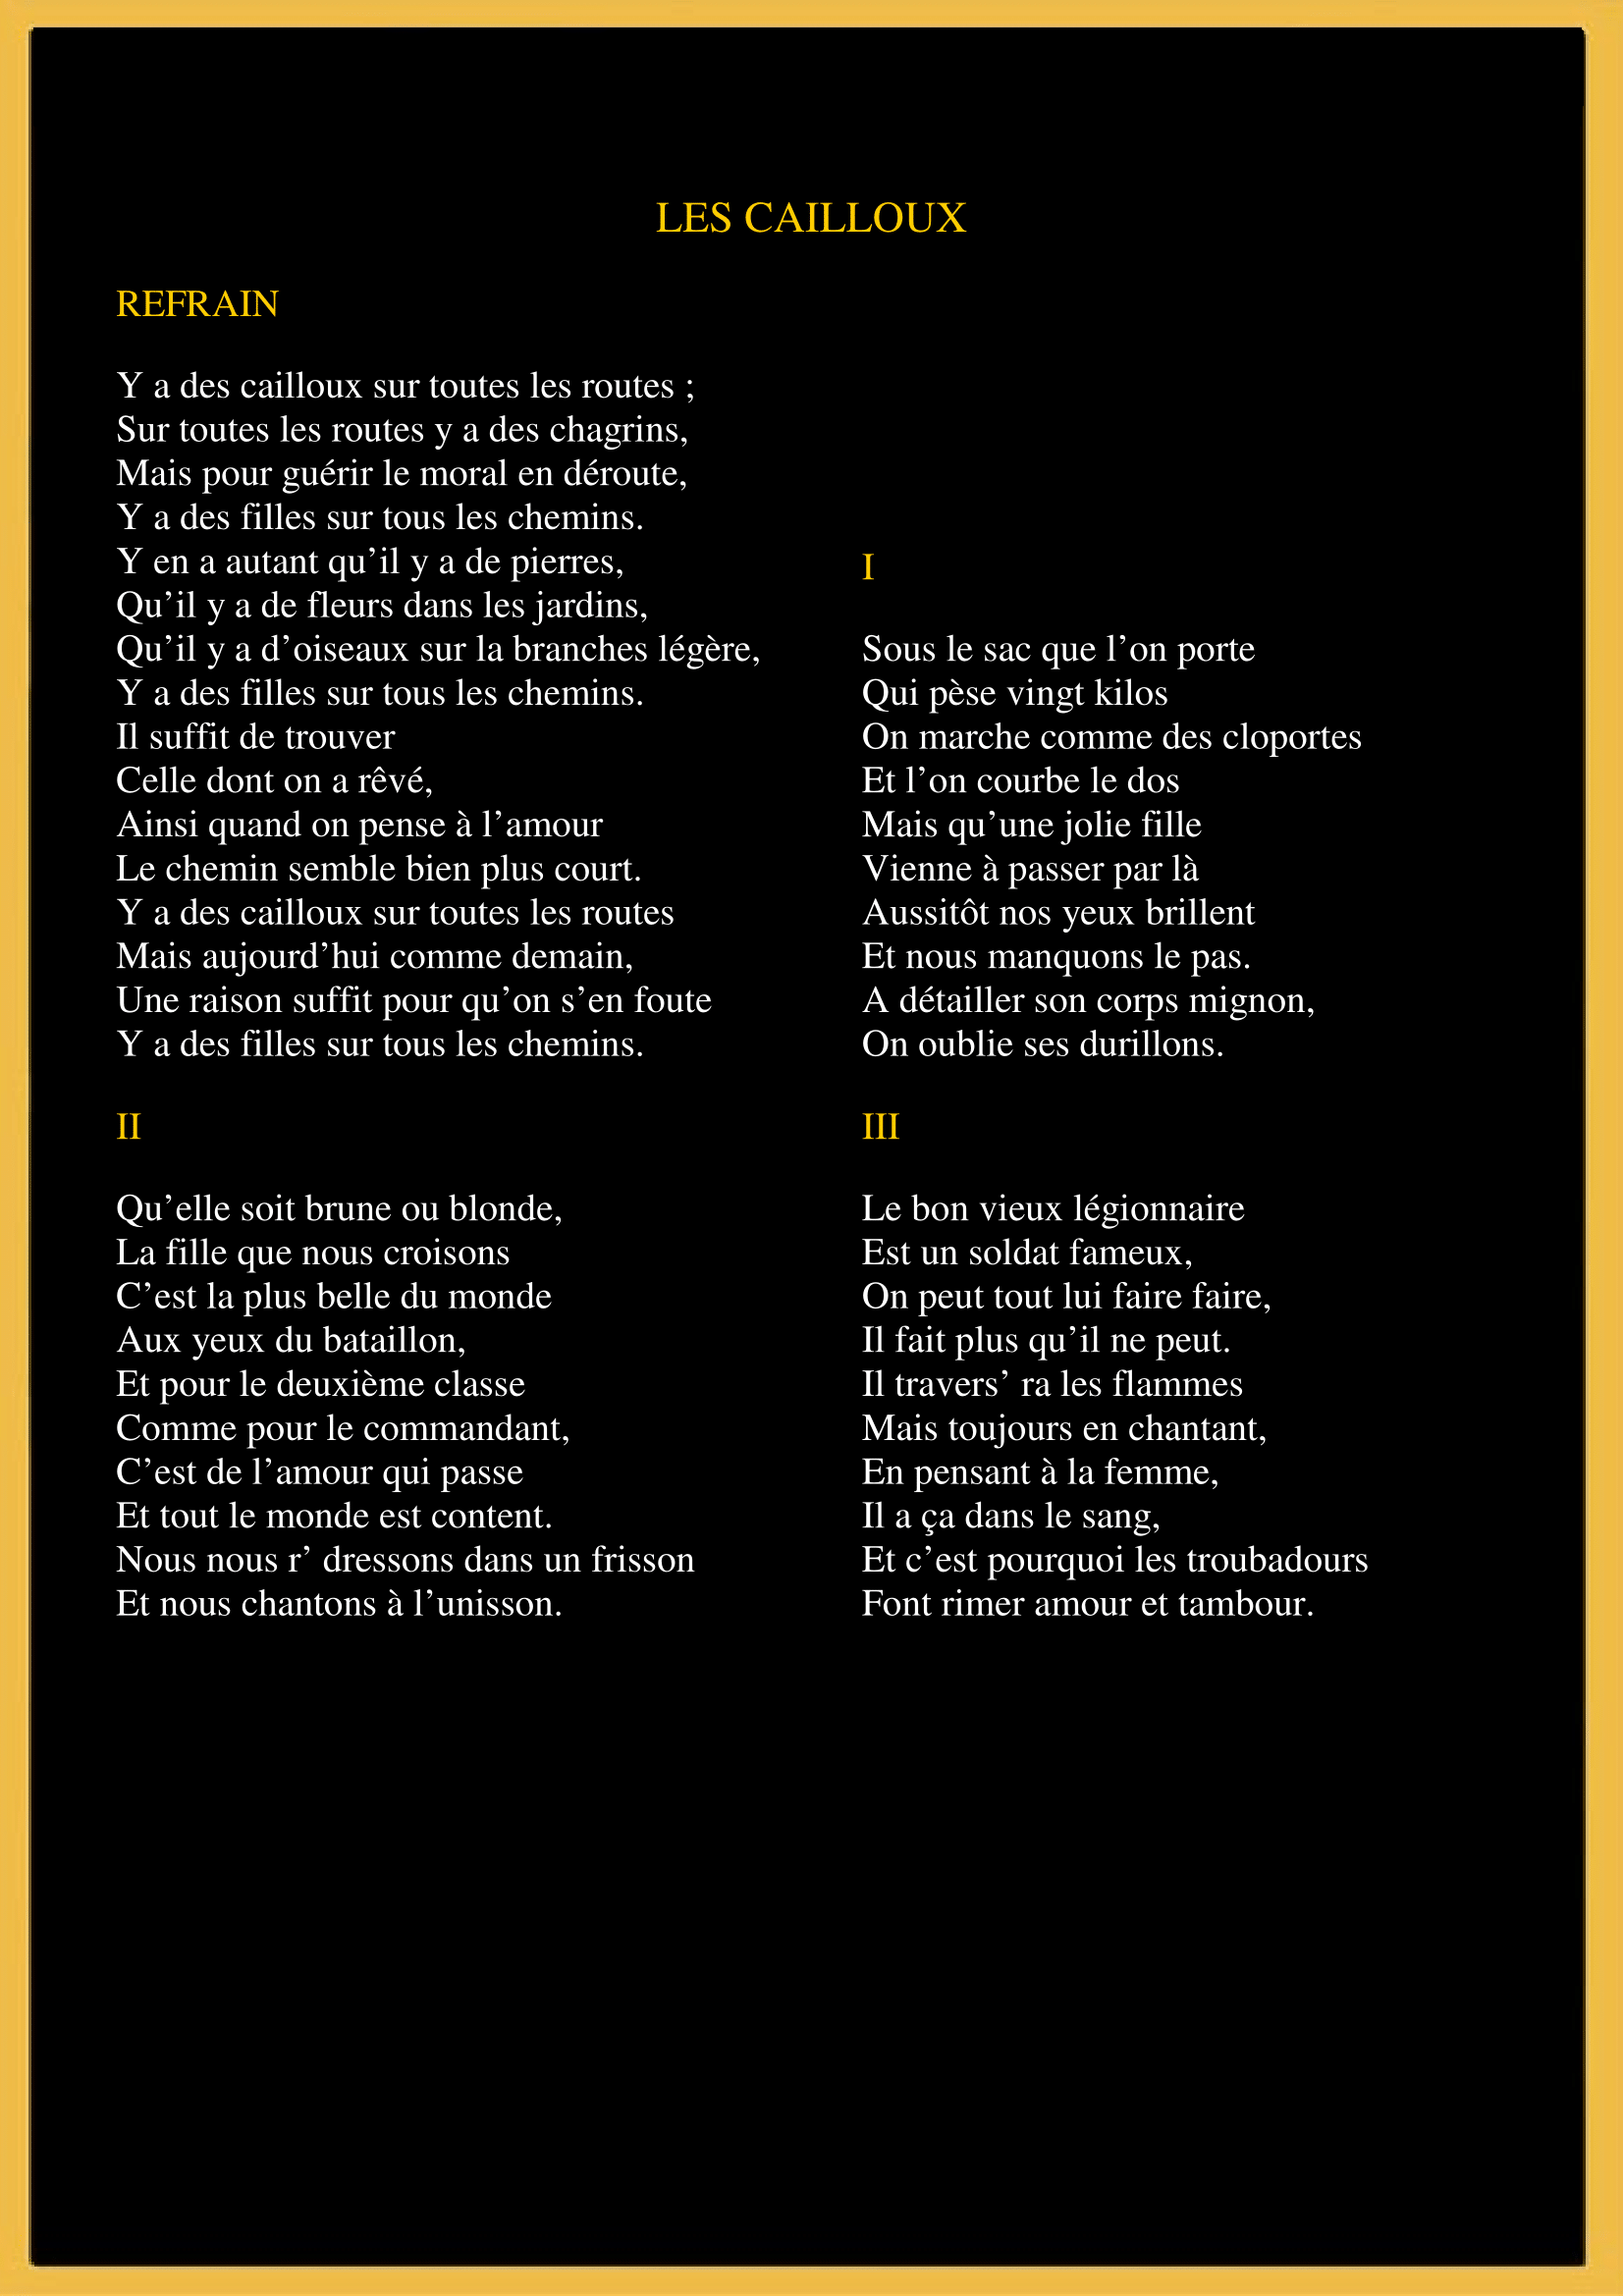 LES CAILLOUX
REFRAIN
Y a des cailloux sur toutes les routes ;
Sur toutes les routes y a des chagrins,
Mais pour guérir le moral en déroute,
Y a des filles sur tous les chemins.
Y en a autant qu’il y a de pierres,
Qu’il y a de fleurs dans les jardins,
Qu’il y a d’oiseaux sur la branches légère,
Y a des filles sur tous les chemins.
Il suffit de trouver
Celle dont on a rêvé,
Ainsi quand on pense à l’amour
Le chemin semble bien plus court.
Y a des cailloux sur toutes les routes
Mais aujourd’hui comme demain,
Une raison suffit pour qu’on s’en foute
Y a des filles sur tous les chemins.
I
Sous le sac que l’on porte
Qui pèse vingt kilos
On marche comme des cloportes
Et l’on courbe le dos
Mais qu’une jolie fille
Vienne à passer par là
Aussitôt nos yeux brillent
Et nous manquons le pas.
A détailler son corps mignon,
On oublie ses durillons.
II
Qu’elle soit brune ou blonde,
La fille que nous croisons
C’est la plus belle du monde
Aux yeux du bataillon,
Et pour le deuxième classe
Comme pour le commandant,
C’est de l’amour qui passe
Et tout le monde est content.
Nous nous r’ dressons dans un frisson
Et nous chantons à l’unisson.
III
Le bon vieux légionnaire
Est un soldat fameux,
On peut tout lui faire faire,
Il fait plus qu’il ne peut.
Il travers’ ra les flammes
Mais toujours en chantant,
En pensant à la femme,
Il a ça dans le sang,
Et c’est pourquoi les troubadours
Font rimer amour et tambour.